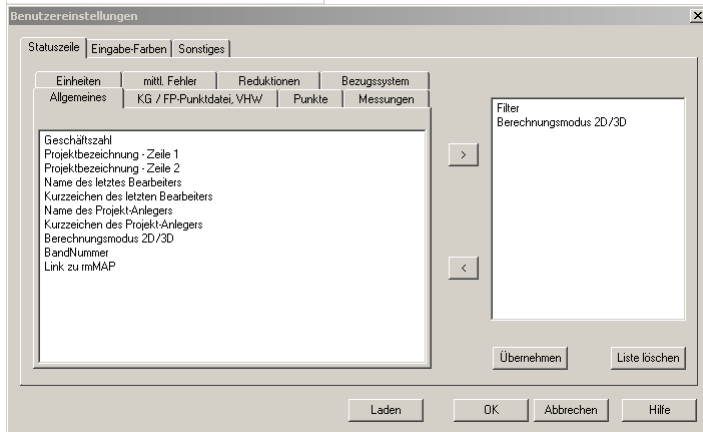 Benutzereinstellungen
Statuszeile Eingabe-Farben Sonstiges
Einheiten mittl. Fehler Reduktionen Bezugssystem
Allgemeines KG / FP-Punktdatei, VHW Punkte Messungen
Geschäftszahl
Projektbezeichnung - Zeile 1
Projektbezeichnung - Zeile 2
Name des letztes Bearbeiters
Kurzzeichen des letzten Bearbeiters
Name des Projekt-Anlegers
Kurzzeichen des Projekt-Anlegers
Berechnungsmodus 2D/3D
BandNummer
Link zu rmMAP
>
<
Filter
Berechnungsmodus 2D/3D
Übernehmen Liste löschen
Laden OK Abbrechen Hilfe